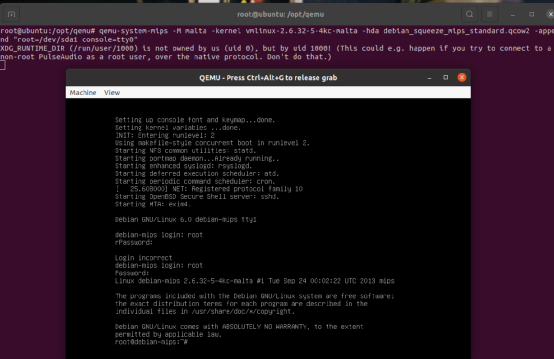 root@ubuntu: /opt/qemu
root@ubuntu:/opt/qemu# qemu-system-mips -M malta -kernel vmlinux-2.6.32-5-4kc-malta -hda debian_squeeze_mips_standard.qcow2 -appe
nd "root=/dev/sda1 console=tty0"
XDG_RUNTIME_DIR (/run/user/1000) is not owned by us (uid 0), but by uid 1000! (This could e.g. happen if you try to connect to a
non-root PulseAudio as a root user, over the native protocol. Don't do that.)
QEMU - Press Ctrl+Alt+G to release grab
Machine View
Setting up console font and keymap...done.
Setting kernel variables ...done.
INIT: Entering runlevel: 2
Using makefile-style concurrent boot in runlevel 2.
Starting NFS common utilities: statd.
Starting portmap daemon...Already running..
Starting enhanced syslogd: rsyslogd.
Starting deferred execution scheduler: atd.
Starting periodic command scheduler: cron.
[ 25.608000] NET: Registered protocol family 10
Starting OpenBSD Secure Shell server: sshd.
Starting MTA: exim4.
Debian GNU/Linux 6.0 debian-mips tty1
debian-mips login: root
rPassword:
Login incorrect
debian-mips login: root
Password:
Linux debian-mips 2.6.32-5-4kc-malta #1 Tue Sep 24 00:02:22 UTC 2013 mips
The programs included with the Debian GNU/Linux system are free software;
the exact distribution terms for each program are described in the
individual files in /usr/share/doc/*/copyright.
Debian GNU/Linux comes with ABSOLUTELY NO WARRANTY, to the extent
permitted by applicable law.
root@debian-mips:~#